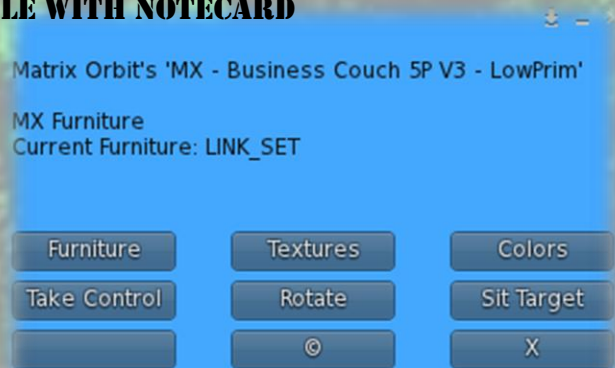 LE WITH NOTECARD
Matrix Orbit's 'MX - Business Couch 5P V3 - LowPrim'
MX Furniture
Current Furniture: LINK_SET
Furniture Textures Colors
Take Control Rotate Sit Target
© X